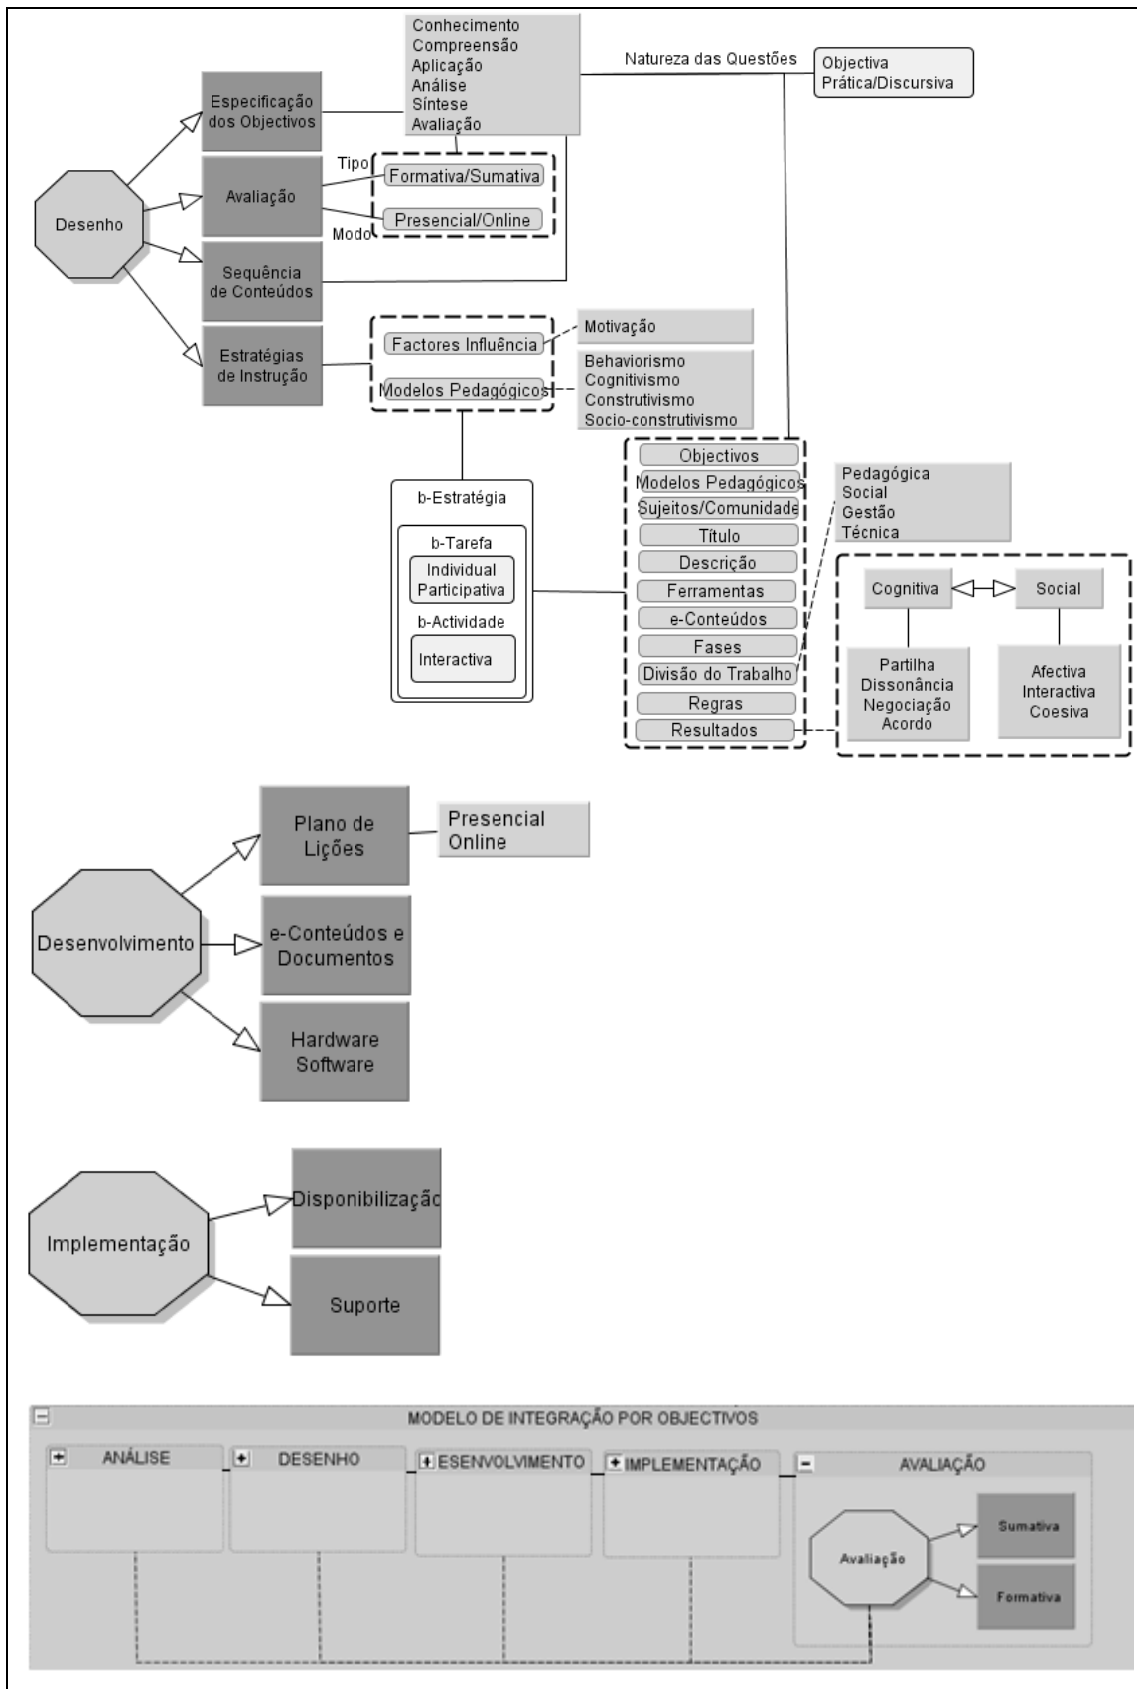 Conhecimento
Compreensão
Aplicação
Análise
Síntese
Avaliação
Natureza das Questões
Objectiva
Prática/Discursiva
Especificação
dos Objectivos
Desenho
Avaliação
Tipo
Formativa/Sumativa
Presencial/Online
Modo
Sequência
de Conteúdos
Estratégias
de Instrução
Factores Influência
Modelos Pedagógicos
Motivação
Behaviorismo
Cognitivismo
Construtivismo
Socio-construtivismo
b-Estratégia
b-Tarefa
Individual
Participativa
b-Actividade
Interactiva
Objectivos
Modelos Pedagógicos
Sujeitos/Comunidade
Título
Descrição
Ferramentas
e-Conteúdos
Fases
Divisão do Trabalho
Regras
Resultados
Pedagógica
Social
Gestão
Técnica
Cognitiva
Social
Partilha
Dissonância
Negociação
Acordo
Afectiva
Interactiva
Coesiva
Desenvolvimento
Plano de
Lições
Presencial
Online
e-Conteúdos e
Documentos
Hardware
Software
Implementação
Disponibilização
Suporte
MODELO DE INTEGRAÇÃO POR OBJECTIVOS
ANÁLISE
DESENHO
ESENVOLVIMENTO
IMPLEMENTAÇÃO
AVALIAÇÃO
Avaliação
Sumativa
Formativa